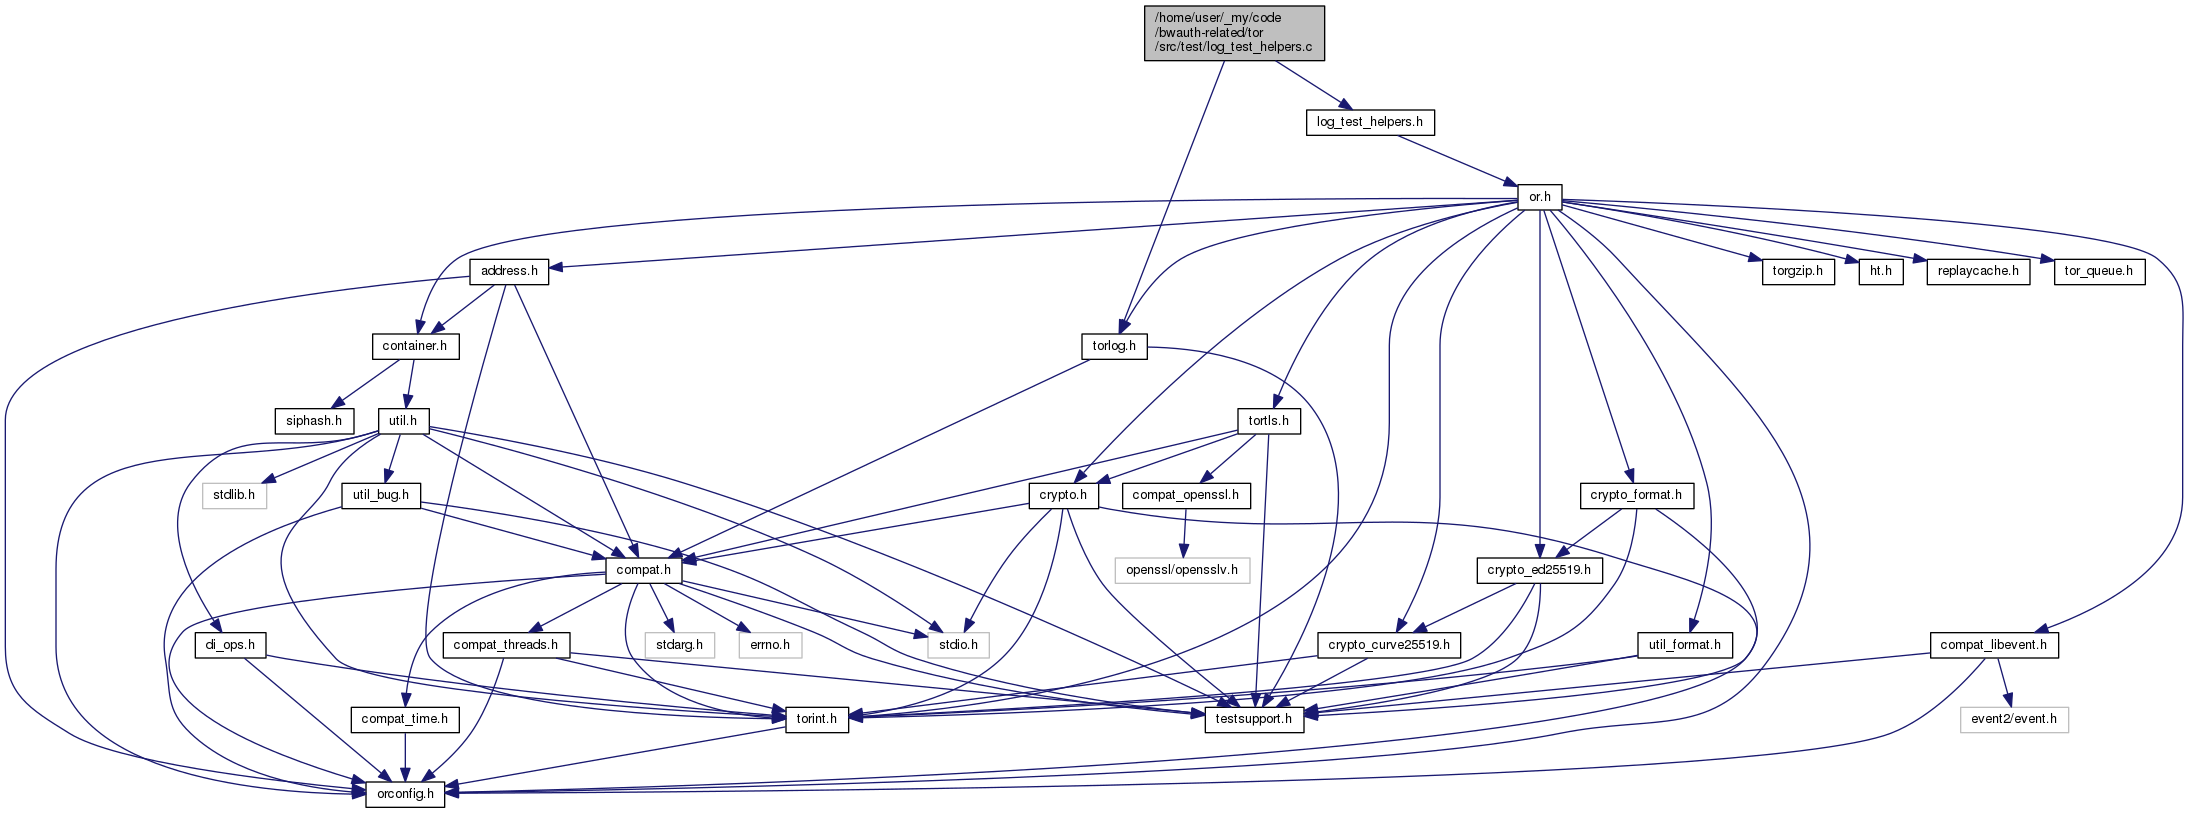 /home/user/_my/code
/bwauth-related/tor
/src/test/log_test_helpers.c
log_test_helpers.h
or.h
address.h
torgzip.h
ht.h
replaycache.h
tor_queue.h
container.h
torlog.h
siphash.h
util.h
tortls.h
stdlib.h
util_bug.h
crypto.h
compat_openssl.h
crypto_format.h
compat.h
openssl/opensslv.h
crypto_ed25519.h
di_ops.h
compat_threads.h
stdarg.h
errno.h
stdio.h
crypto_curve25519.h
util_format.h
compat_libevent.h
compat_time.h
torint.h
testsupport.h
event2/event.h
orconfig.h